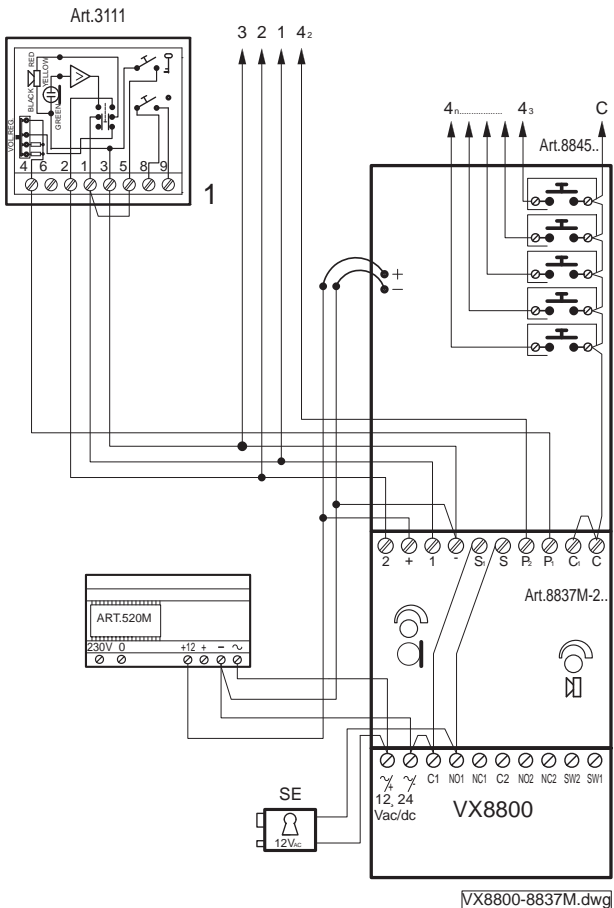 Art.3111
3 2 1 4₂
4n................ 4₃ C
Art.8845..
BLACK
RED
YELLOW
GREEN
VOL.REG.
4 6 2 1 3 5 8 9
1
+
−
2 + 1 - S₁ S P₂ P₁ C₁ C
Art.8837M-2..
ART.520M
230V 0 +12 + − ~
~/+ ~/- C1 NO1 NC1 C2 NO2 NC2 SW2 SW1
12, 24
Vac/dc
VX8800
SE
12VAC
VX8800-8837M.dwg